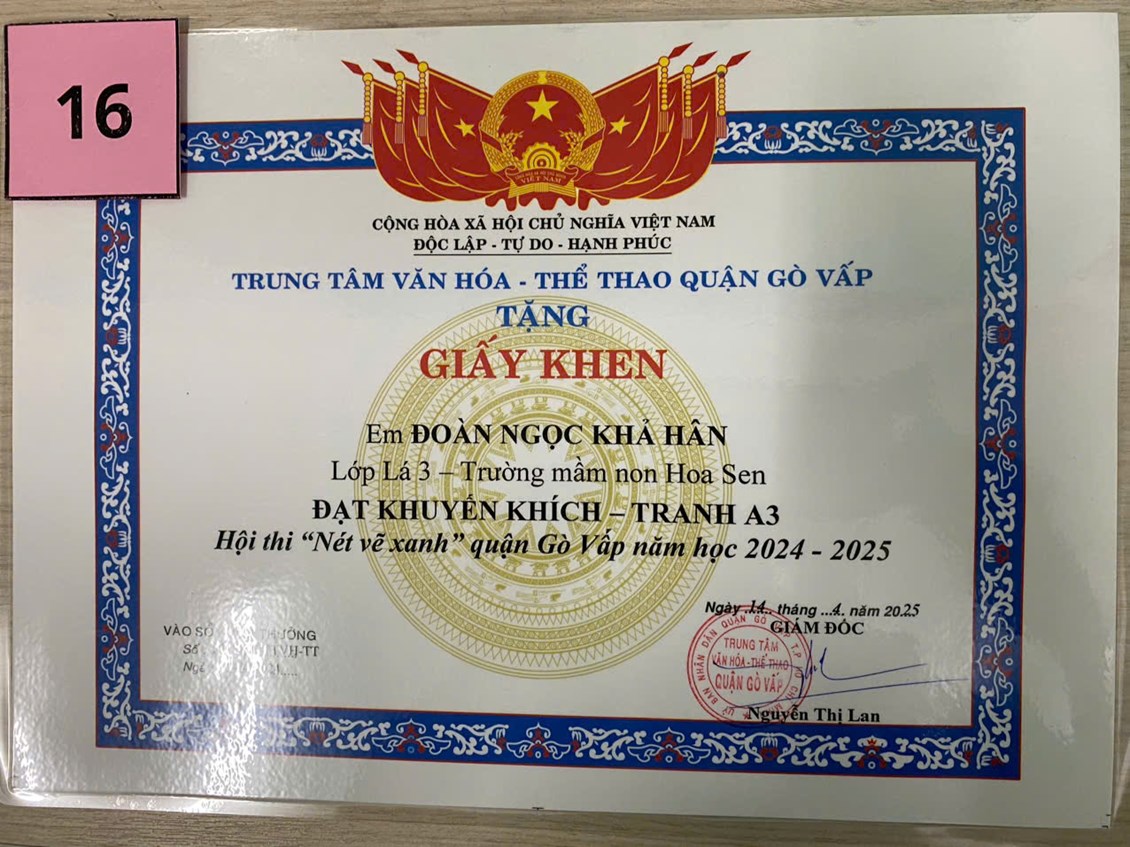 16
CỘNG HÒA XÃ HỘI CHỦ NGHĨA VIỆT NAM
ĐỘC LẬP - TỰ DO - HẠNH PHÚC
TRUNG TÂM VĂN HÓA - THỂ THAO QUẬN GÒ VẤP
TẶNG
GIẤY KHEN
Em ĐOÀN NGỌC KHẢ HÂN
Lớp Lá 3 – Trường mầm non Hoa Sen
ĐẠT KHUYẾN KHÍCH – TRANH A3
Hội thi “Nét vẽ xanh” quận Gò Vấp năm học 2024 - 2025
Ngày 14 tháng 4 năm 2025
GIÁM ĐỐC
VÀO SỔ
Số
TRUNG TÂM
VĂN HÓA-THỂ THAO
QUẬN GÒ VẤP
Nguyễn Thị Lan